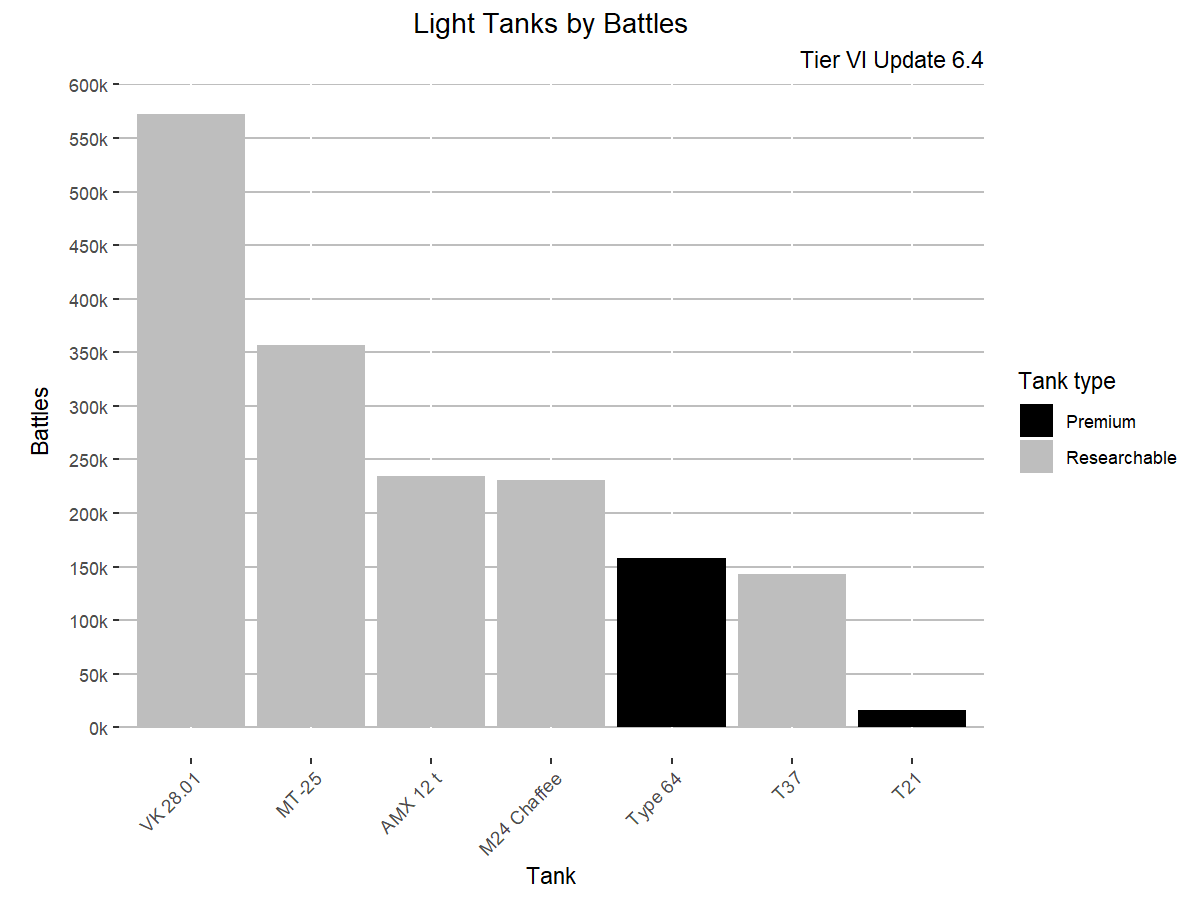 Light Tanks by Battles
Tier VI Update 6.4
600k
550k
500k
450k
400k
350k
300k
250k
200k
150k
100k
50k
0k
Battles
VK 28.01
MT-25
AMX 12 t
M24 Chaffee
Type 64
T37
T21
Tank
Tank type
Premium
Researchable